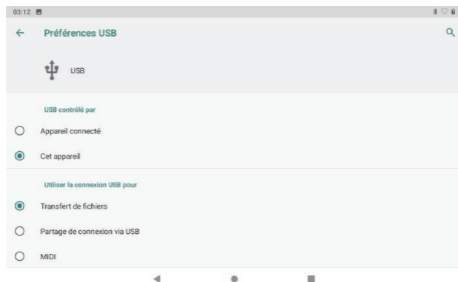 03:12
Préférences USB
USB
USB contrôlé par
Appareil connecté
Cet appareil
Utiliser la connexion USB pour
Transfert de fichiers
Partage de connexion via USB
MIDI